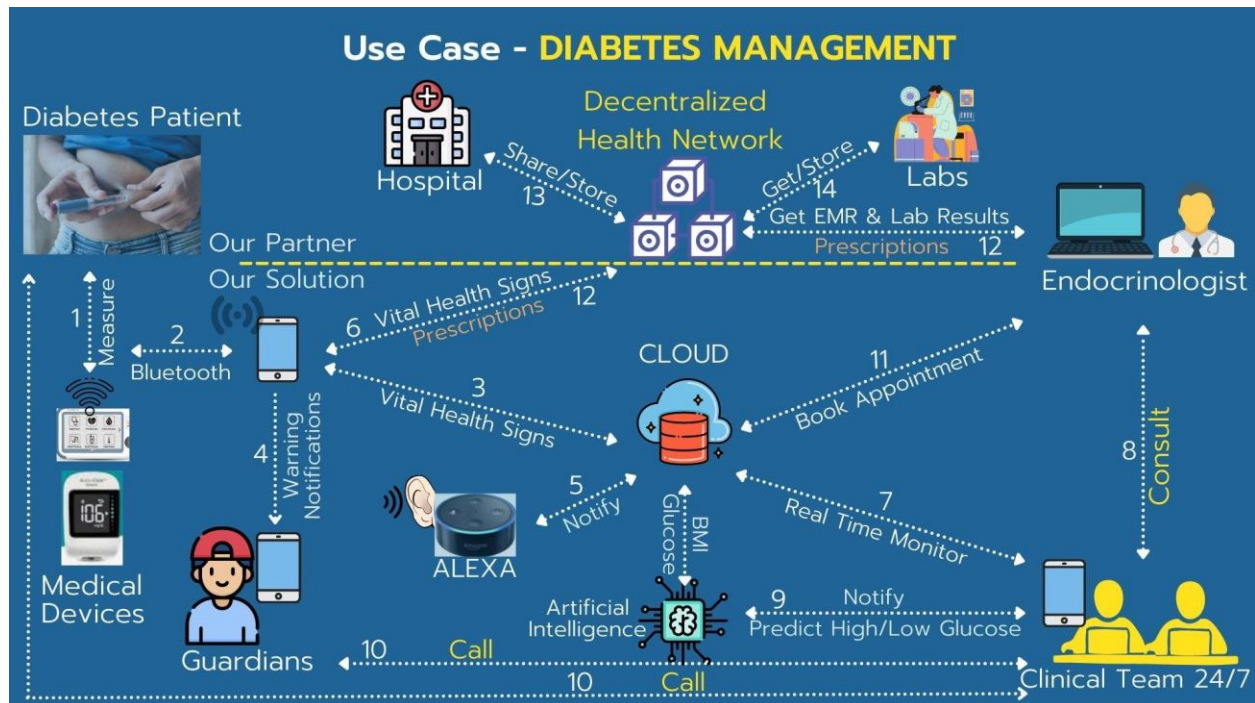 Use Case - DIABETES MANAGEMENT
Diabetes Patient
Hospital
Decentralized
Health Network
Labs
Share/Store
13
Get/Store
14
Get EMR & Lab Results
Prescriptions 12
Endocrinologist
Our Partner
Our Solution
1
Measure
2
Bluetooth
6 Vital Health Signs
Prescriptions 12
3
Vital Health Signs
CLOUD
11
Book Appointment
4
Warning
Notifications
8
Consult
5
Notify
ALEXA
BMI
Glucose
7
Real Time Monitor
106
Medical
Devices
Guardians
Artificial
Intelligence
9 Notify
Predict High/Low Glucose
10 Call
10 Call
Clinical Team 24/7